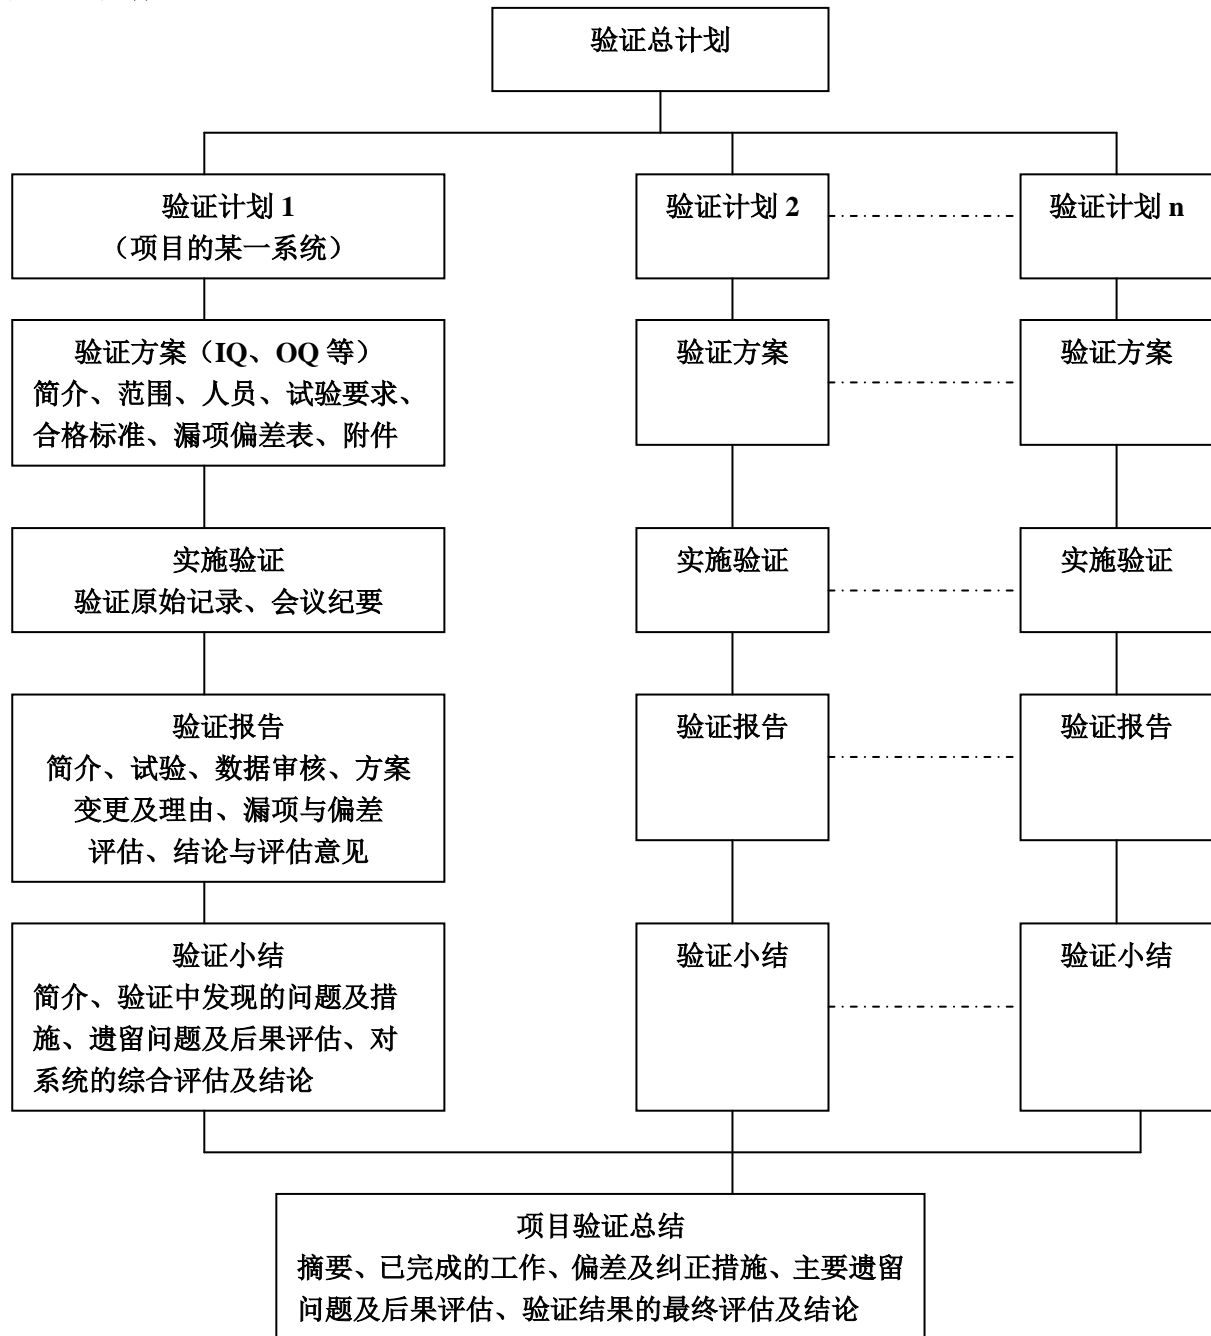 验证总计划
验证计划 1
（项目的某一系统）
验证计划 2
验证计划 n
验证方案（IQ、OQ 等）
简介、范围、人员、试验要求、
合格标准、漏项偏差表、附件
验证方案
验证方案
实施验证
验证原始记录、会议纪要
实施验证
实施验证
验证报告
简介、试验、数据审核、方案
变更及理由、漏项与偏差
评估、结论与评估意见
验证报告
验证报告
验证小结
简介、验证中发现的问题及措
施、遗留问题及后果评估、对
系统的综合评估及结论
验证小结
验证小结
项目验证总结
摘要、已完成的工作、偏差及纠正措施、主要遗留
问题及后果评估、验证结果的最终评估及结论